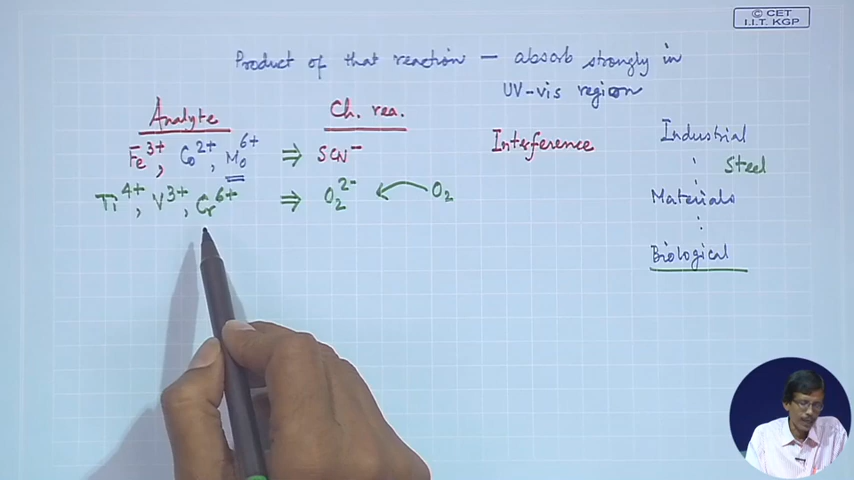 © CET
I.I.T. KGP
Product of that reaction — absorb strongly in
UV-vis region
Analyte Ch. rea.
Fe³⁺, Co²⁺, Mo⁶⁺ ⇒ SCN⁻
Ti⁴⁺, V³⁺, Cr⁶⁺ ⇒ O₂²⁻ ← O₂
Interference
Industrial
Steel
Materials
Biological